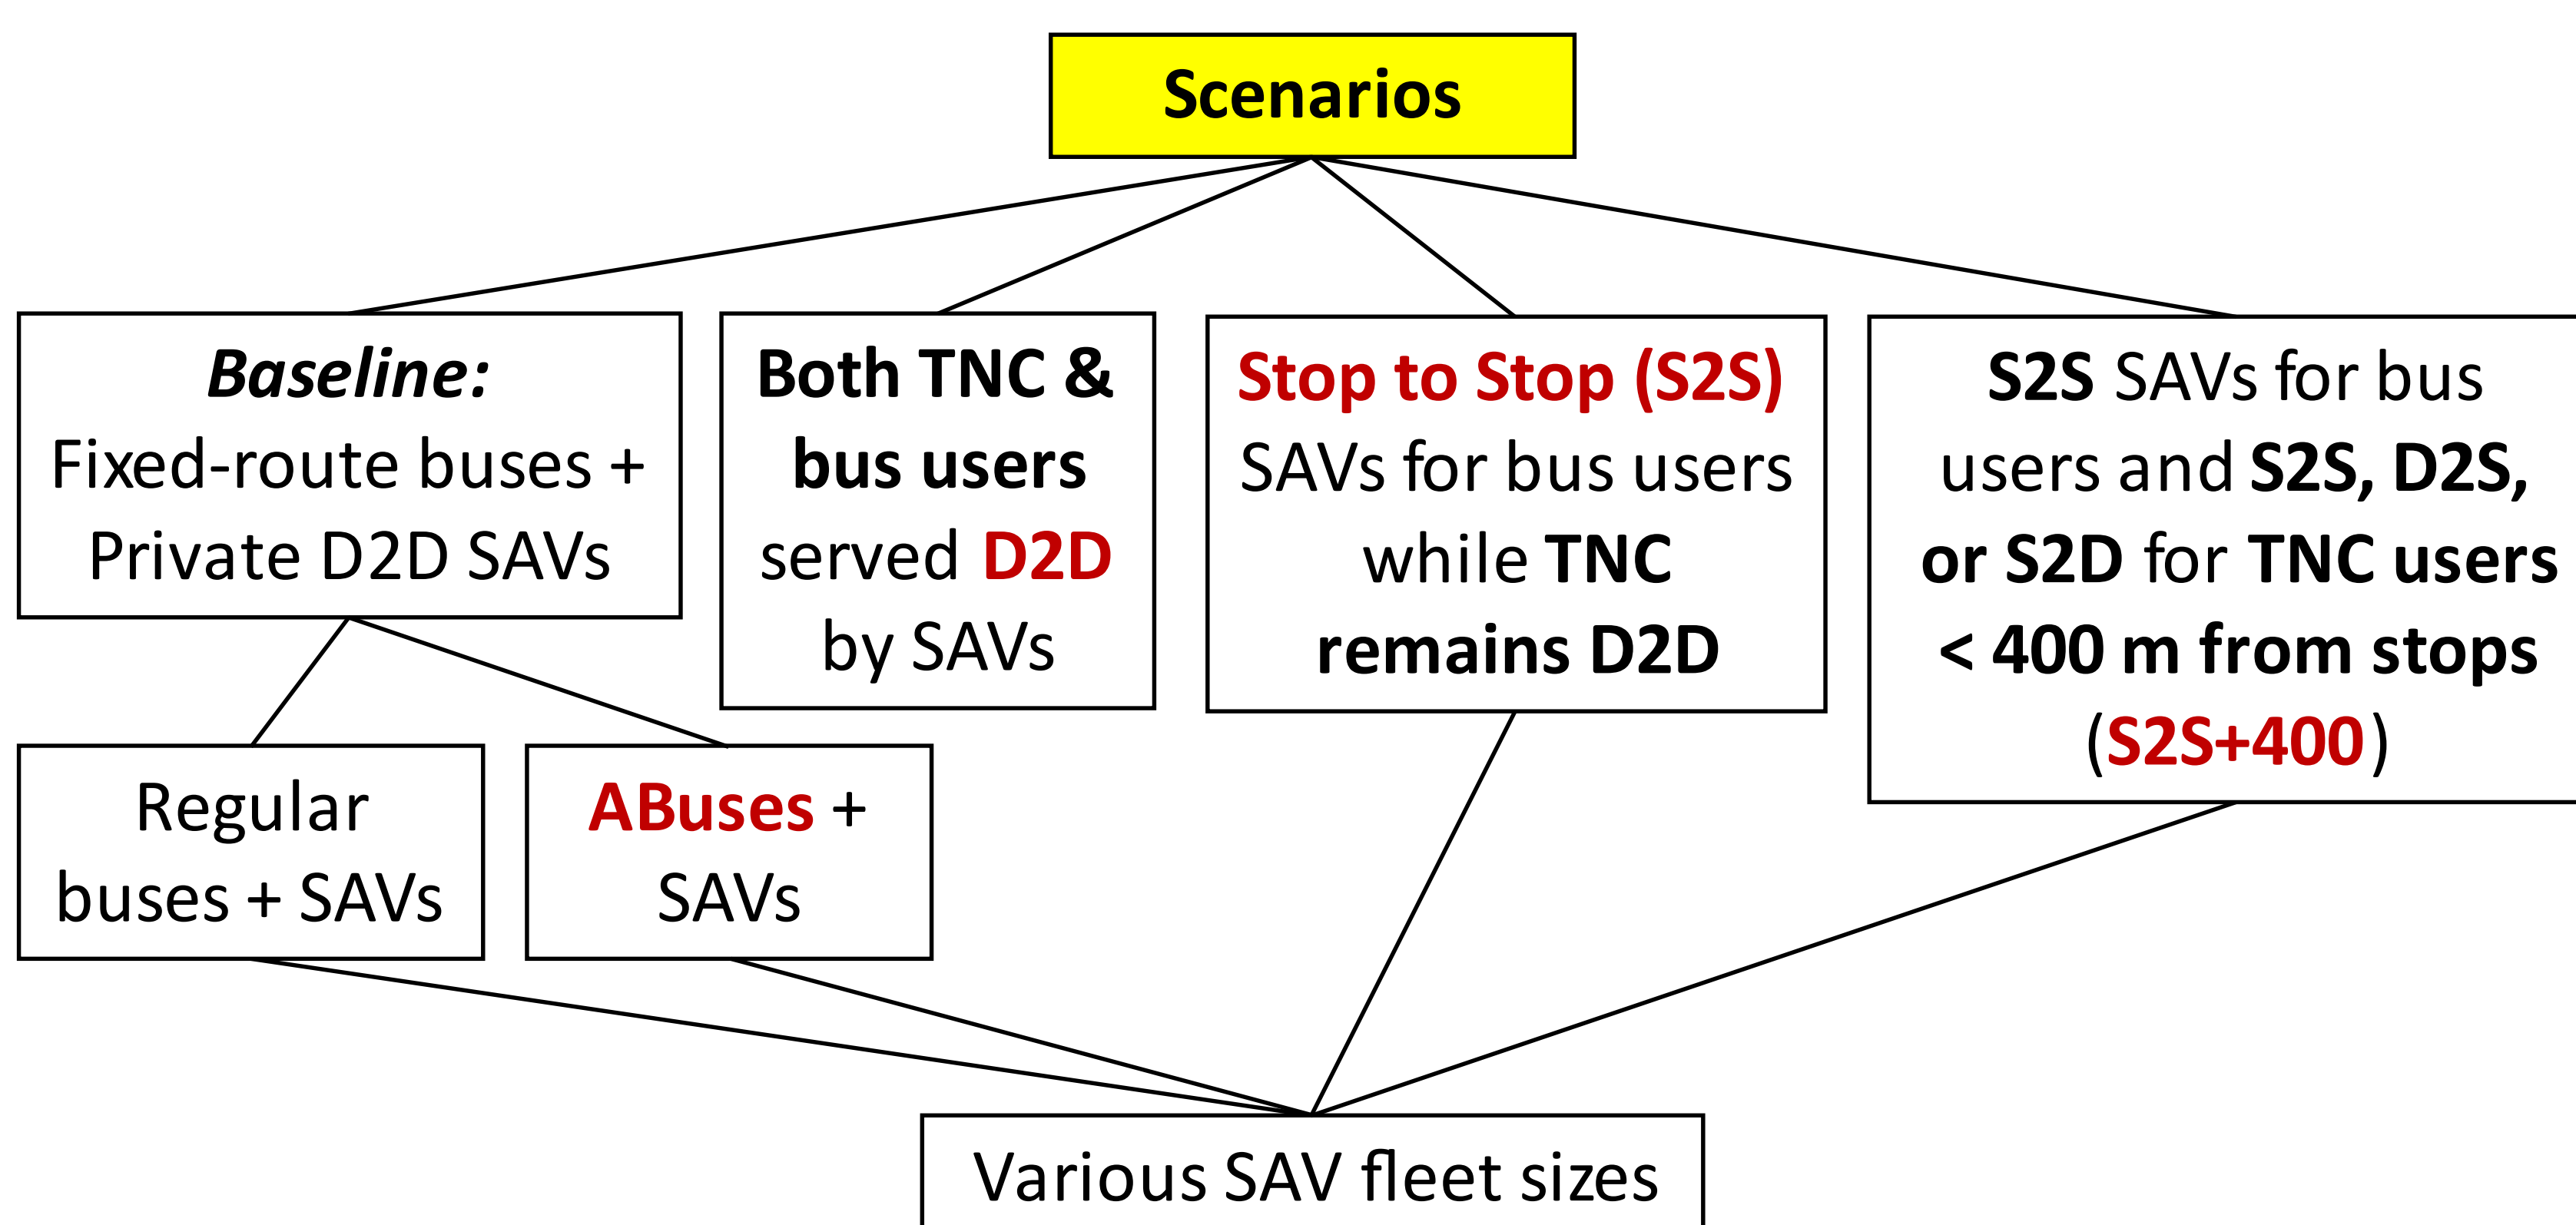 Scenarios
Baseline:
Fixed-route buses +
Private D2D SAVs
Both TNC &
bus users
served D2D
by SAVs
Stop to Stop (S2S)
SAVs for bus users
while TNC
remains D2D
S2S SAVs for bus
users and S2S, D2S,
or S2D for TNC users
< 400 m from stops
(S2S+400)
Regular
buses + SAVs
ABuses +
SAVs
Various SAV fleet sizes